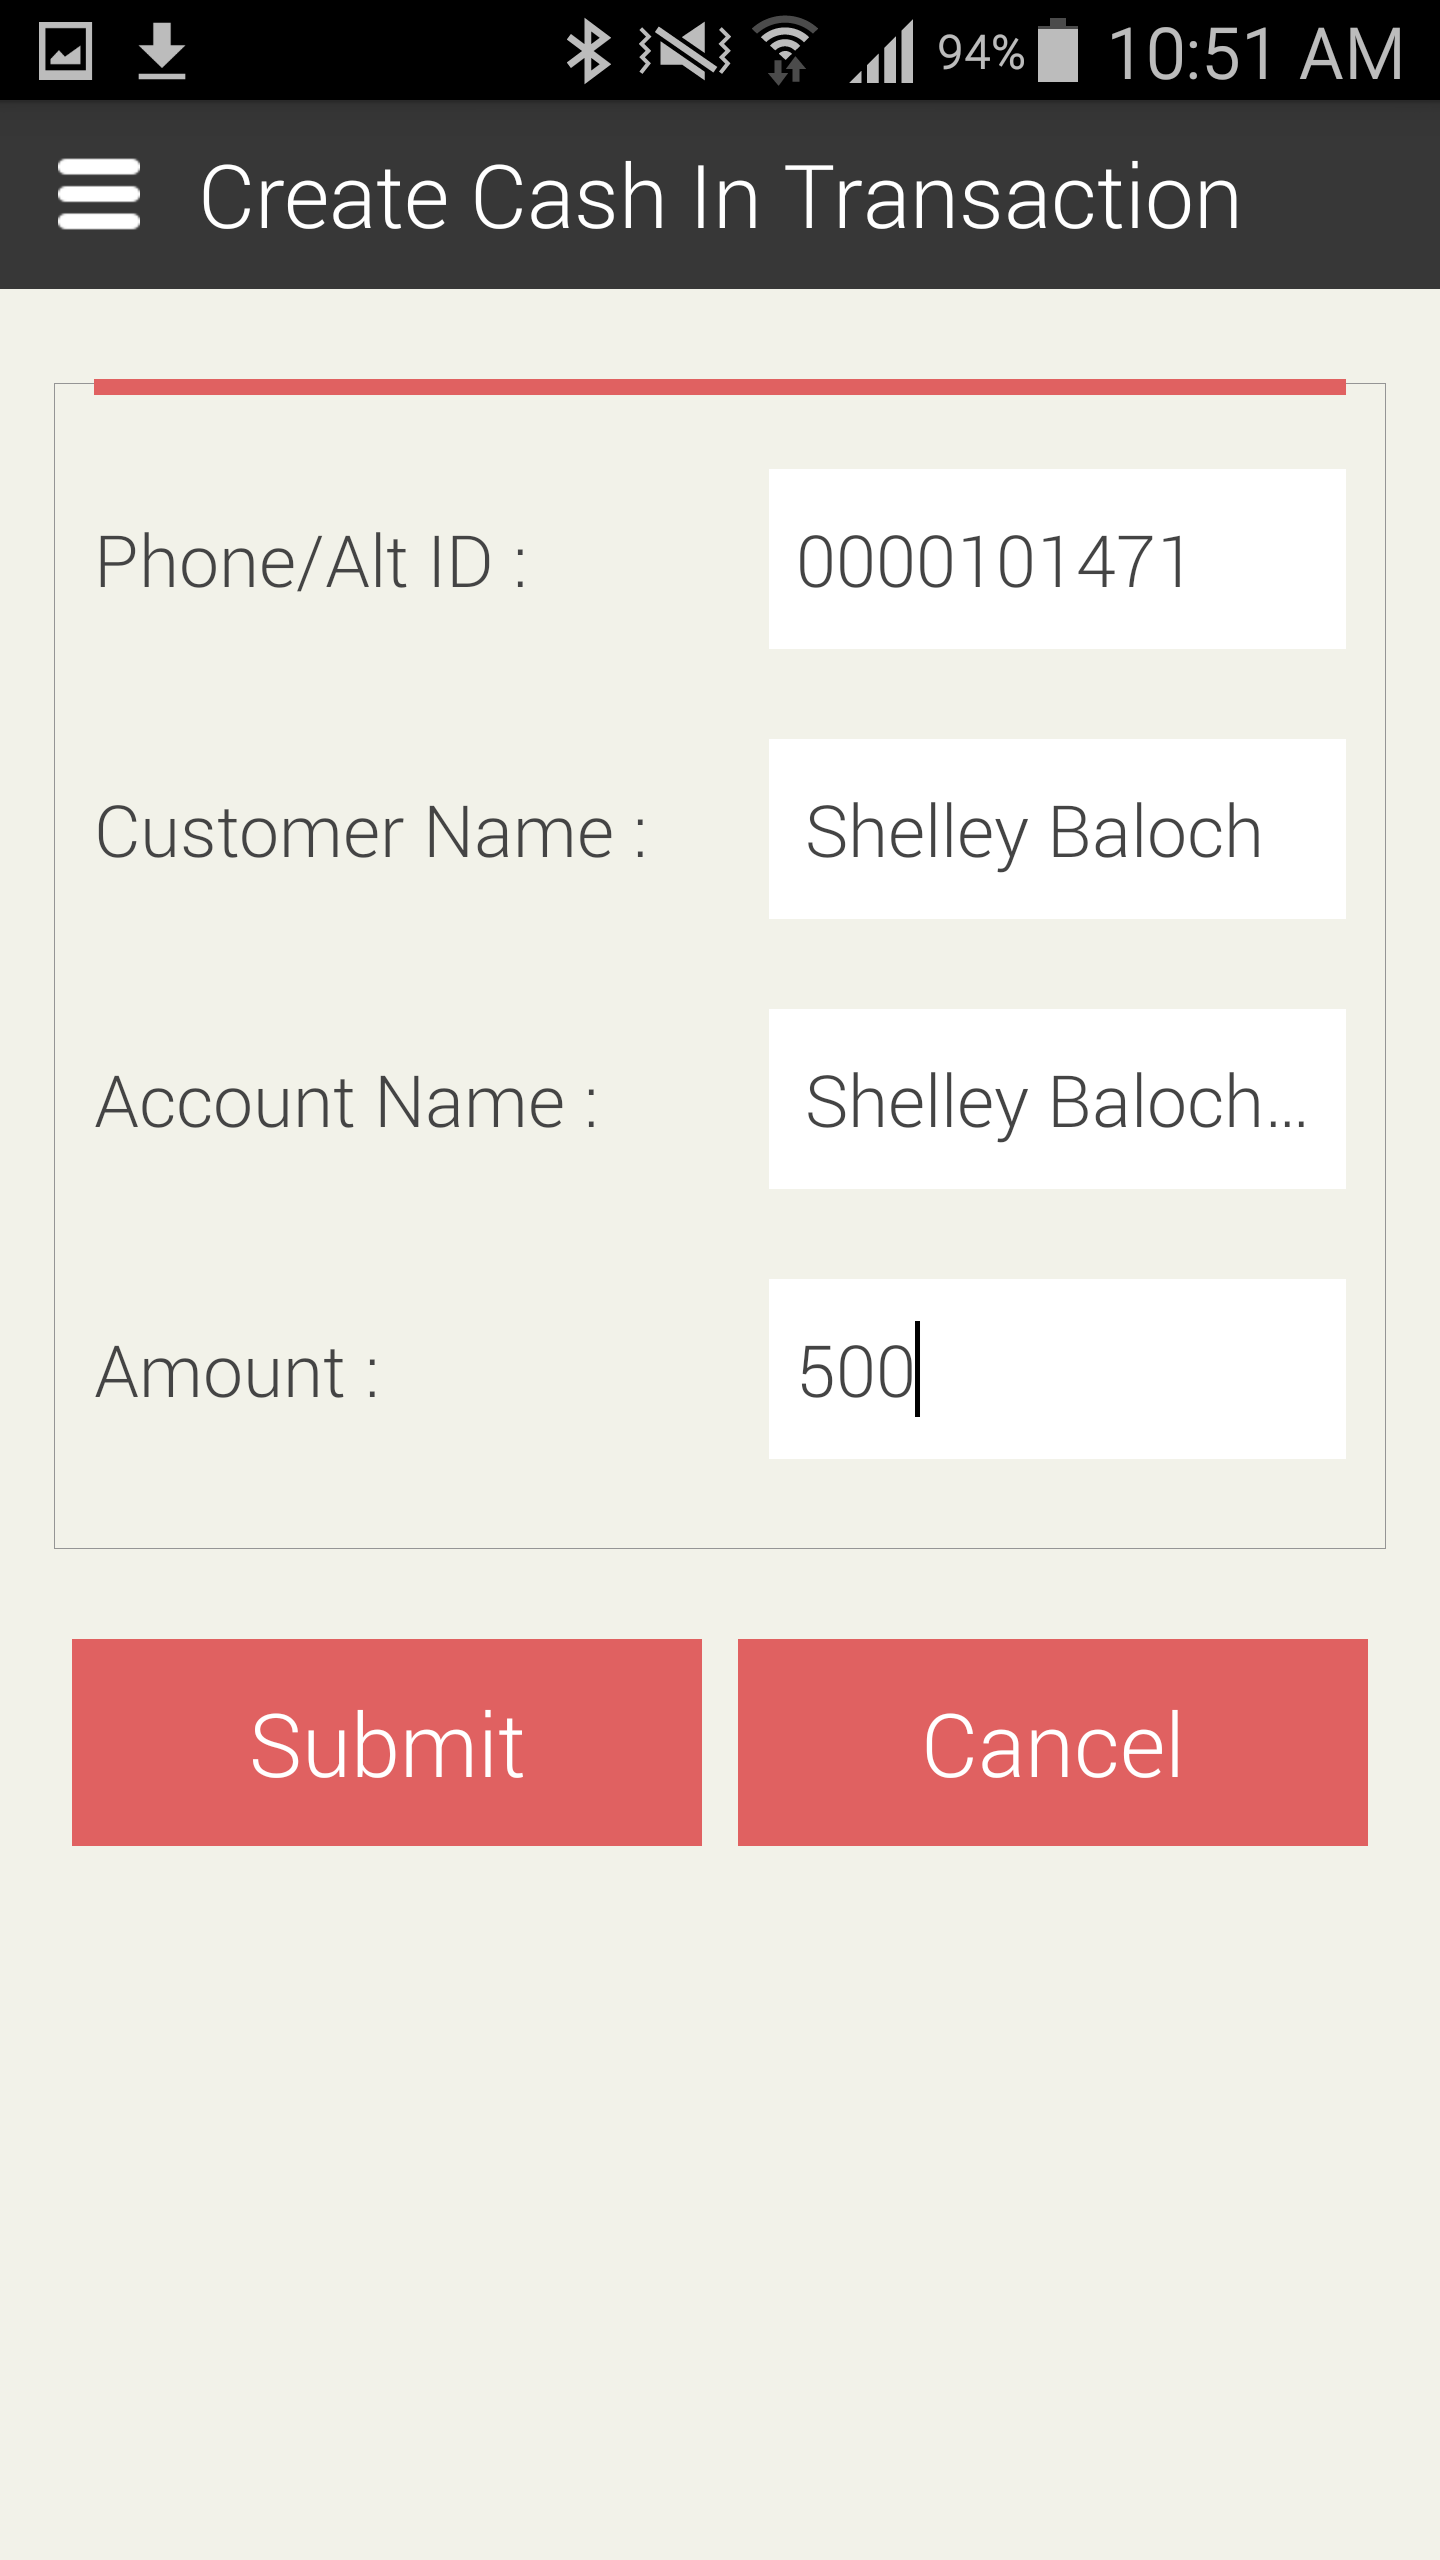 94% 10:51 AM
Create Cash In Transaction
Phone/Alt ID : 0000101471
Customer Name : Shelley Baloch
Account Name : Shelley Baloch...
Amount : 500
Submit Cancel